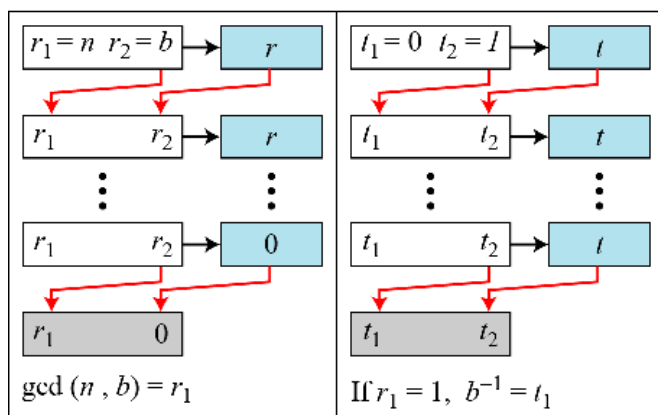 r₁ = n r₂ = b r
r₁ r₂ r
r₁ r₂ 0
r₁ 0
gcd (n , b) = r₁
t₁ = 0 t₂ = 1 t
t₁ t₂ t
t₁ t₂ t
t₁ t₂
If r₁ = 1, b⁻¹ = t₁